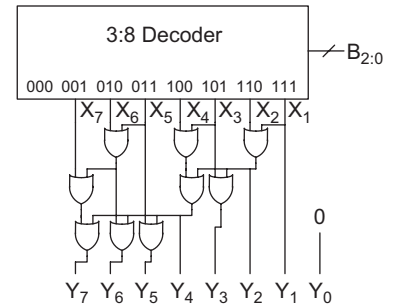 3:8 Decoder
B2:0
000 001 010 011 100 101 110 111
X7 X6 X5 X4 X3 X2 X1
0
Y7 Y6 Y5 Y4 Y3 Y2 Y1 Y0